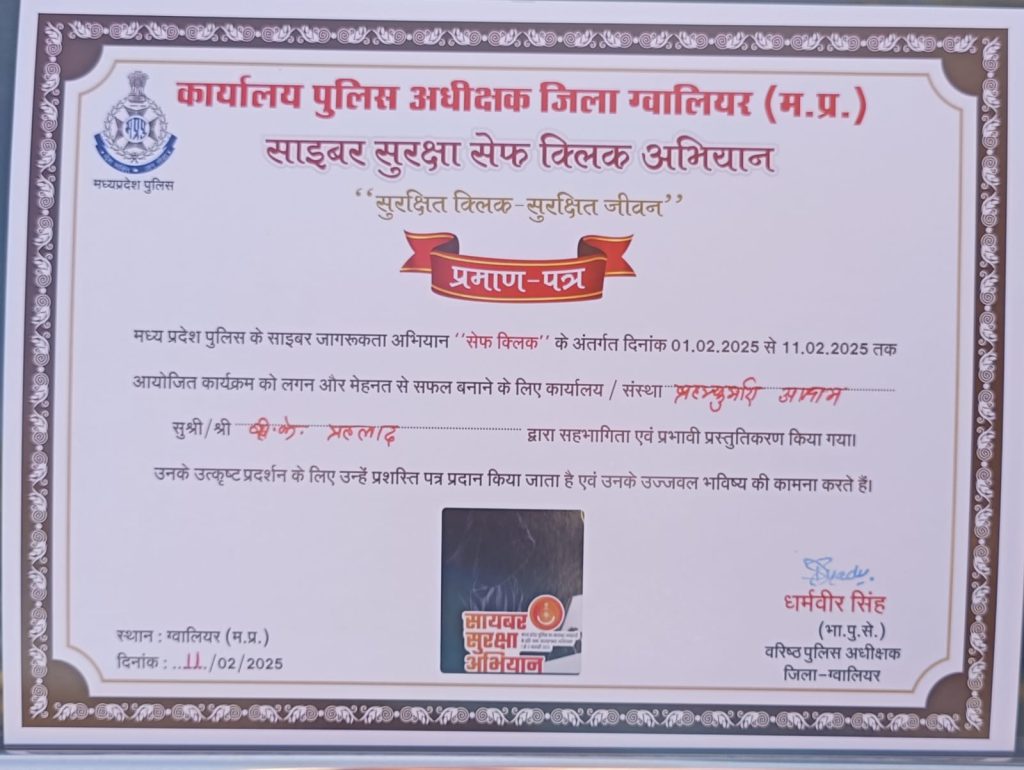 कार्यालय पुलिस अधीक्षक जिला ग्वालियर (म.प्र.)
साइबर सुरक्षा सेफ क्लिक अभियान
मध्यप्रदेश पुलिस
‘‘सुरक्षित क्लिक-सुरक्षित जीवन’’
प्रमाण-पत्र
मध्य प्रदेश पुलिस के साइबर जागरूकता अभियान ‘‘सेफ क्लिक’’ के अंतर्गत दिनांक 01.02.2025 से 11.02.2025 तक
आयोजित कार्यक्रम को लगन और मेहनत से सफल बनाने के लिए कार्यालय / संस्था
सुश्री/श्री बी.के. प्रहलाद द्वारा सहभागिता एवं प्रभावी प्रस्तुतिकरण किया गया।
उनके उत्कृष्ट प्रदर्शन के लिए उन्हें प्रशस्ति पत्र प्रदान किया जाता है एवं उनके उज्जवल भविष्य की कामना करते हैं।
सायबर
सुरक्षा
अभियान
धर्मवीर सिंह
(भा.पु.से.)
वरिष्ठ पुलिस अधीक्षक
जिला-ग्वालियर
स्थान : ग्वालियर (म.प्र.)
दिनांक : ..11./02/2025